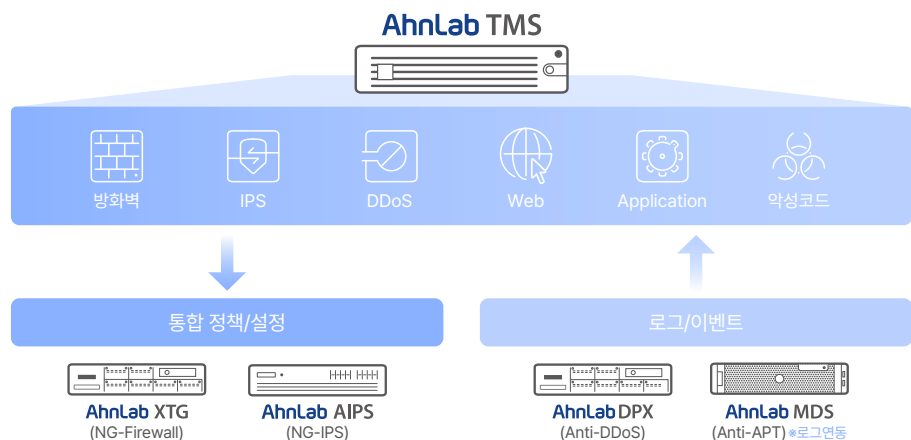 AhnLab TMS
방화벽
IPS
DDoS
Web
Application
악성코드
통합 정책/설정
로그/이벤트
AhnLab XTG
(NG-Firewall)
AhnLab AIPS
(NG-IPS)
AhnLab DPX
(Anti-DDoS)
AhnLab MDS
(Anti-APT) ※로그연동